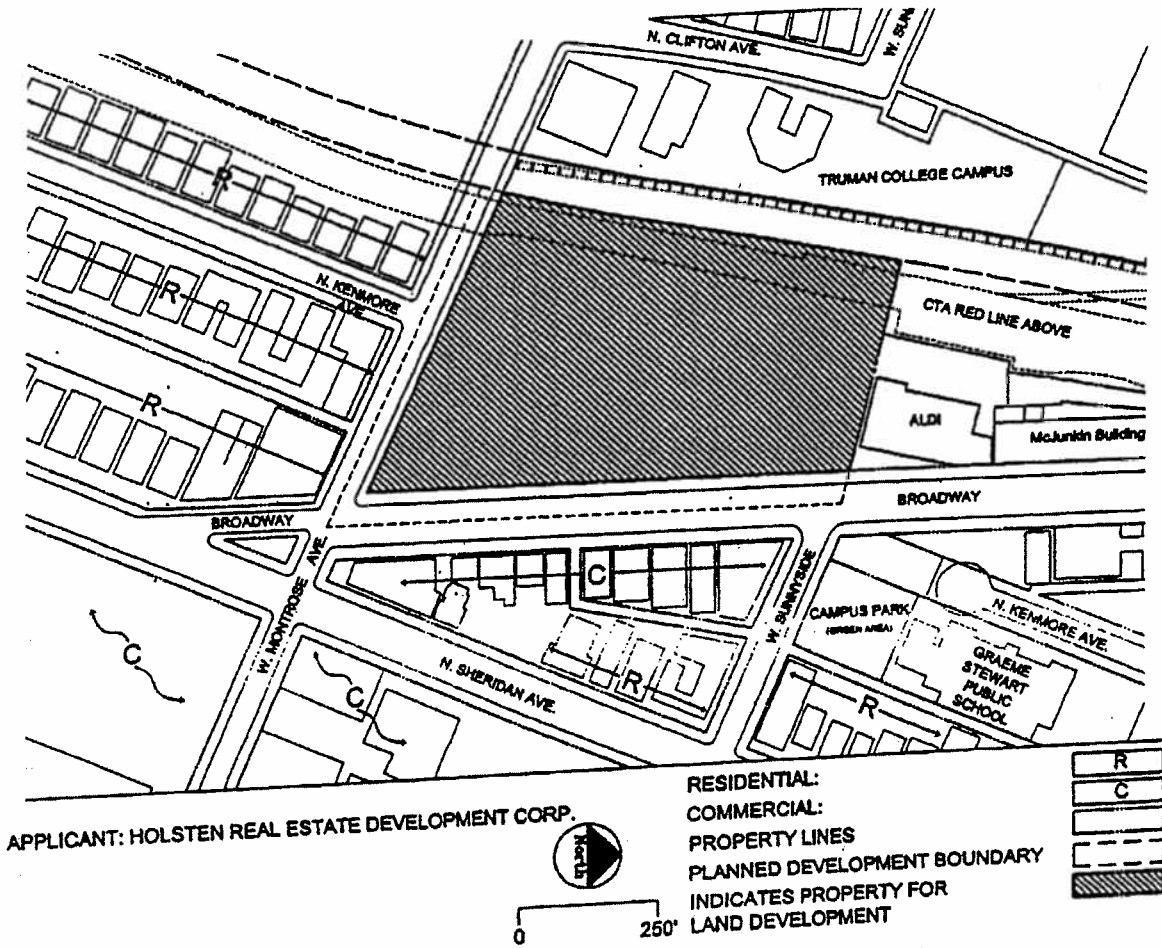 N. CLIFTON AVE.
W. SUNN
TRUMAN COLLEGE CAMPUS
R
N. KENMORE
AVE.
R
CTA RED LINE ABOVE
R
ALDI
McJunkin Building
BROADWAY
BROADWAY
W. MONTROSE AVE.
C
W. SUNNYSIDE
CAMPUS PARK
(GREEN AREA)
N. KENMORE AVE.
GRAEME
STEWART
PUBLIC
SCHOOL
C
C
N. SHERIDAN AVE.
R
R
APPLICANT: HOLSTEN REAL ESTATE DEVELOPMENT CORP.
North
0
250'
RESIDENTIAL:
R
COMMERCIAL:
C
PROPERTY LINES
PLANNED DEVELOPMENT BOUNDARY
INDICATES PROPERTY FOR
LAND DEVELOPMENT